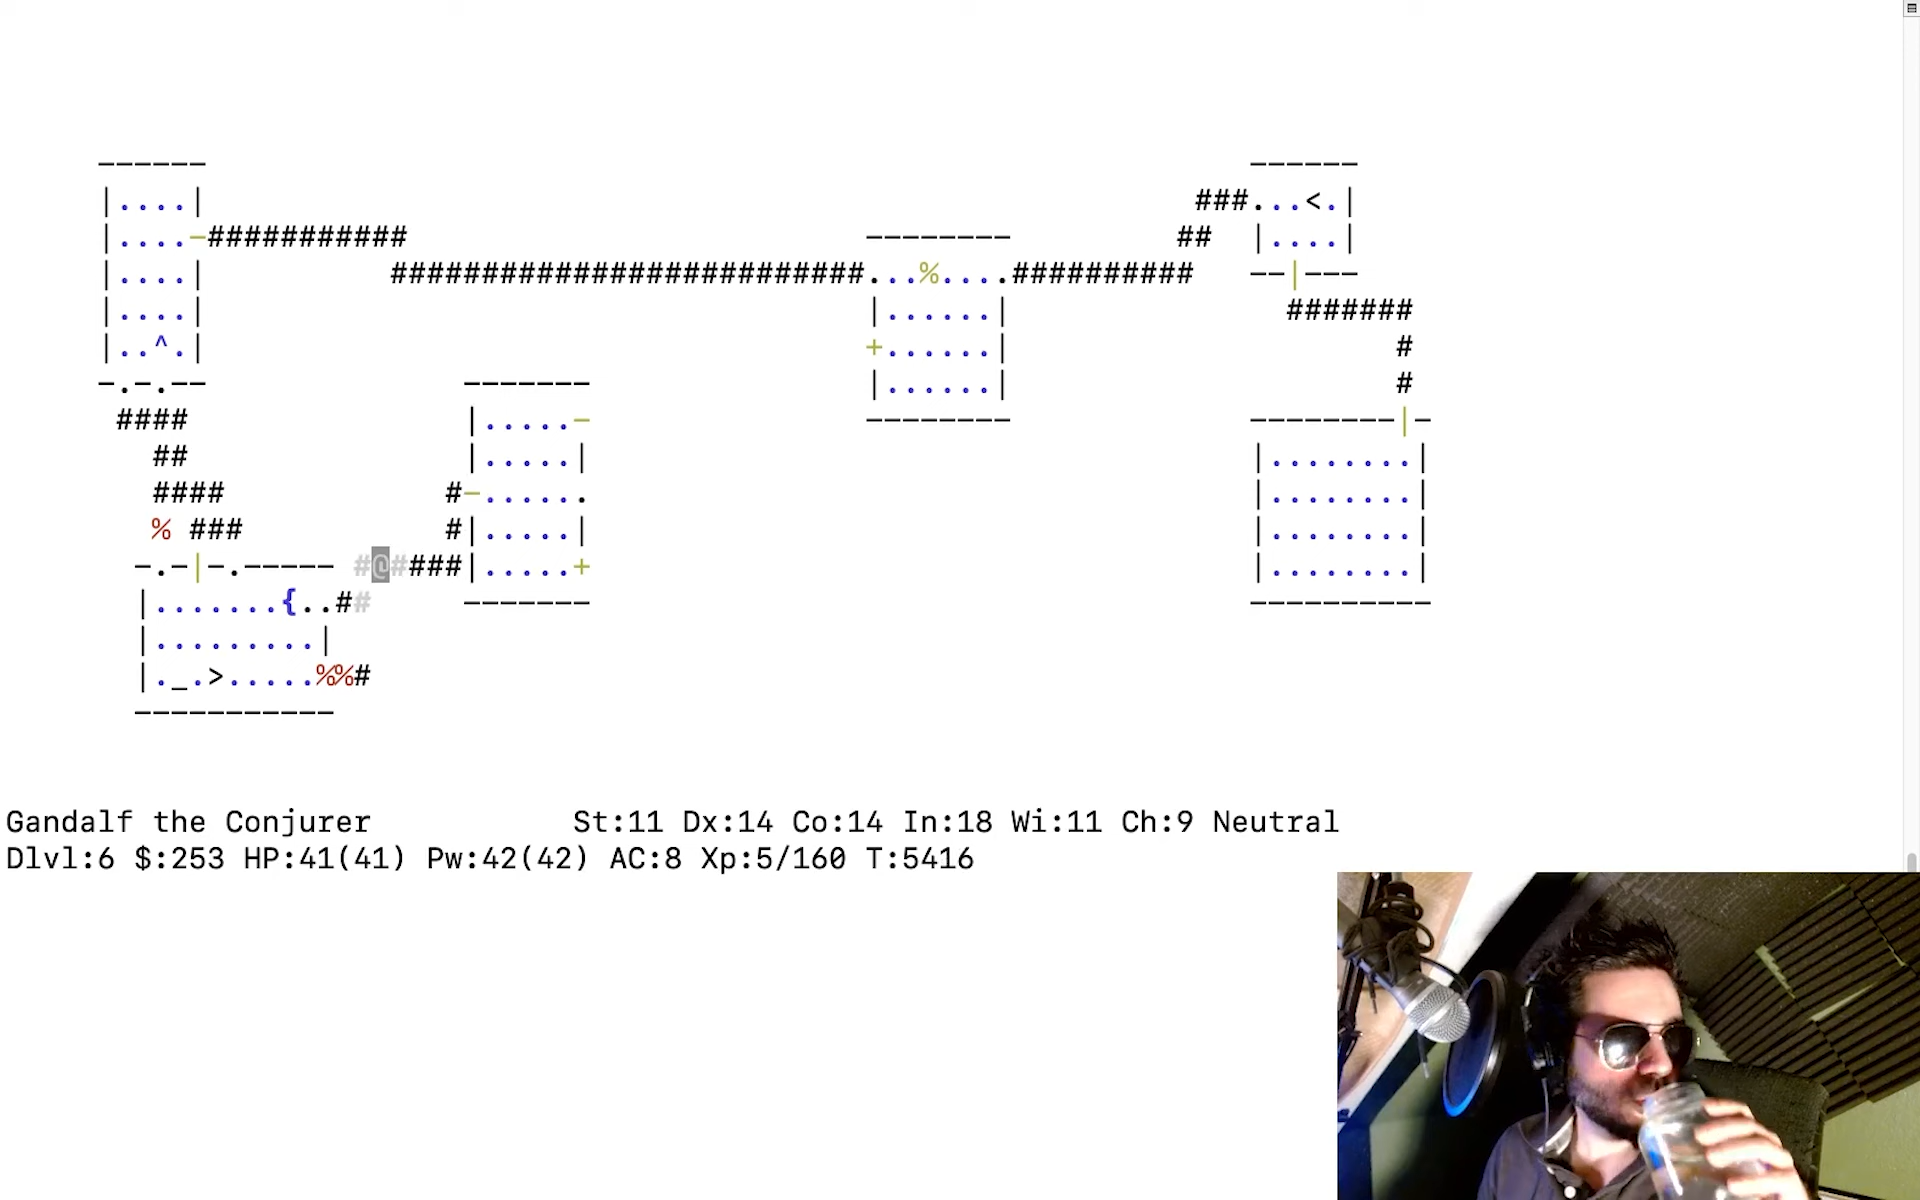 ------ ------
|....| ###...<.|
|....-########### -------- ## |....|
|....| ##########################...%....########## --|---
|....| |......| #######
|..^.| +......| #
-.-.-- ------- |......| #
#### |.....- -------- --------|-
## |.....| |........|
#### #-...... |........|
% ### #|.....| |........|
-.-|-.----- #@####|.....+ |........|
|.......{..## ------- ----------
|.........|
|._.>.....%%#
-----------
Gandalf the Conjurer St:11 Dx:14 Co:14 In:18 Wi:11 Ch:9 Neutral
Dlvl:6 $:253 HP:41(41) Pw:42(42) AC:8 Xp:5/160 T:5416